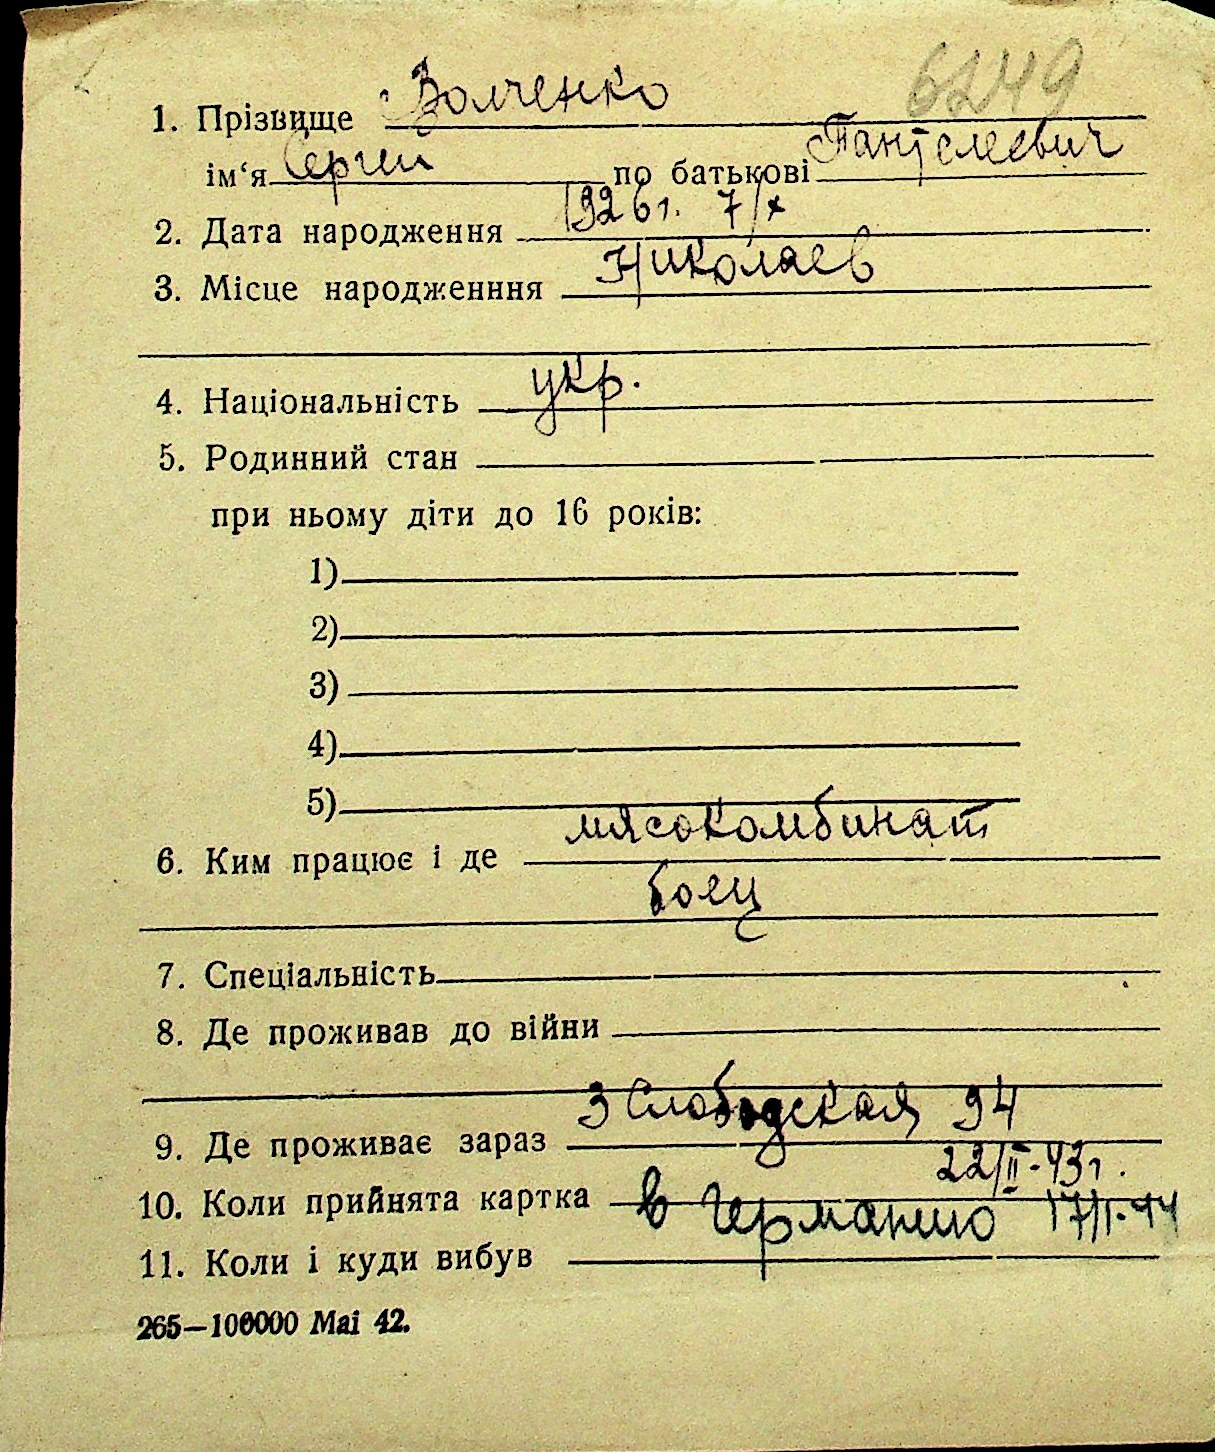 6249
1. Прізвище Волченко
ім‘я Сергей по батькові Пантелеевич
2. Дата народження 1926 г. 7/X
3. Місце народженння Николаев
4. Національність укр.
5. Родинний стан
при ньому діти до 16 років:
1)
2)
3)
4)
5)
6. Ким працює і де мясокомбинат
боец
7. Спеціальність
8. Де проживав до війни
9. Де проживає зараз 3 Слободская 94
10. Коли прийнята картка 22/II-43 г.
11. Коли і куди вибув в Германию 17/I-44
265—100000 Mai 42.